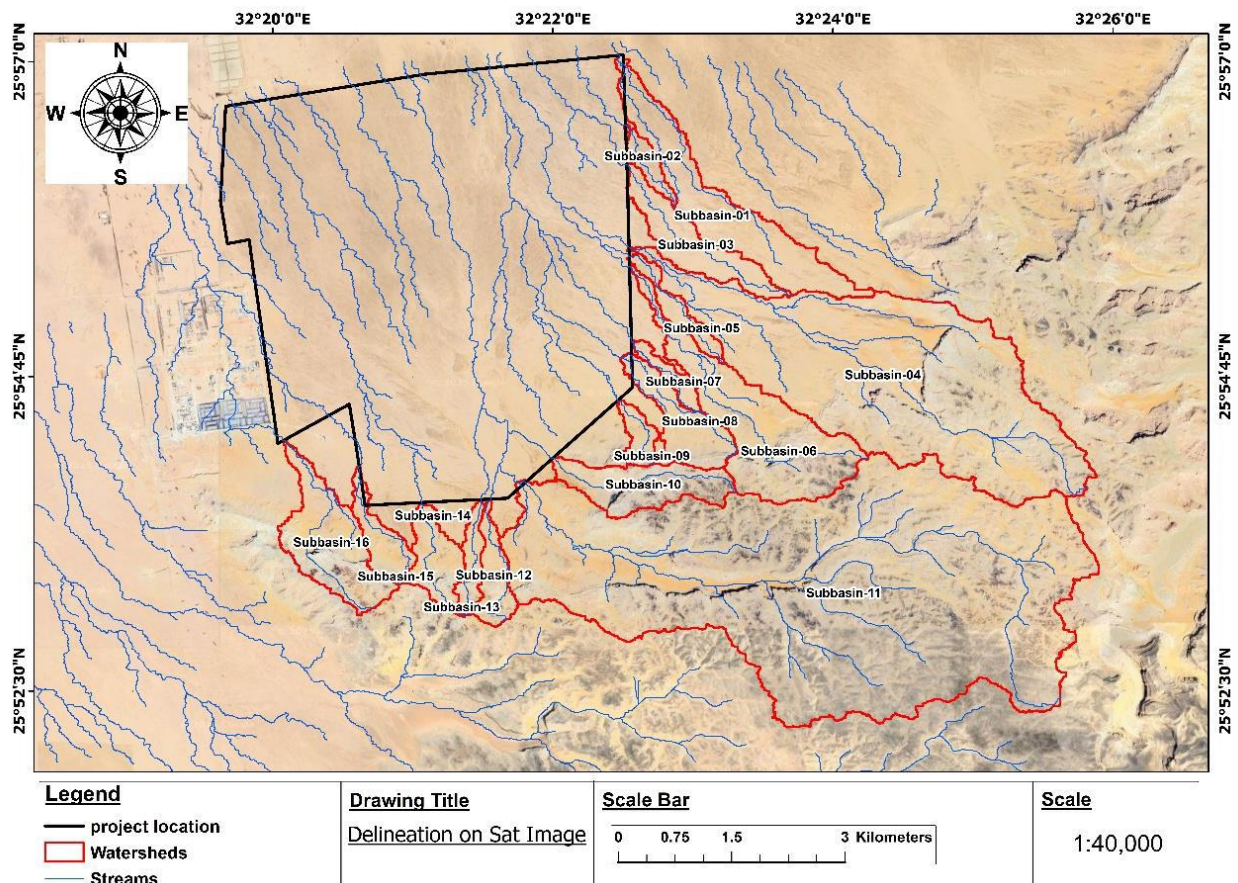 32°20'0"E 32°22'0"E 32°24'0"E 32°26'0"E
25°57'0"N
25°57'0"N
N
W E
S
Subbasin-02
Subbasin-01
Subbasin-03
Subbasin-05
25°54'45"N
25°54'45"N
Subbasin-04
Subbasin-07
Subbasin-08
Subbasin-06
Subbasin-09
Subbasin-10
Subbasin-14
Subbasin-16
Subbasin-15
Subbasin-12
Subbasin-11
Subbasin-13
25°52'30"N
25°52'30"N
Legend
project location
Watersheds
Streams
Drawing Title
Delineation on Sat Image
Scale Bar
0 0.75 1.5 3 Kilometers
Scale
1:40,000